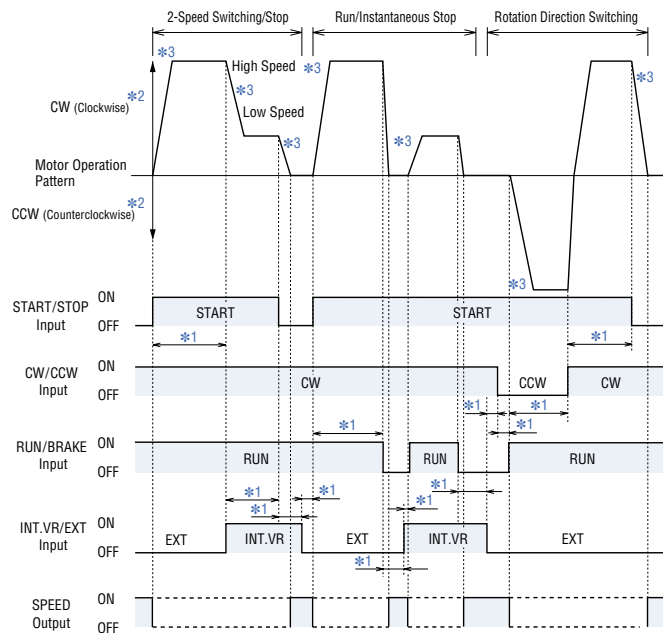 2-Speed Switching/Stop Run/Instantaneous Stop Rotation Direction Switching
✻3 High Speed ✻3 ✻3
CW (Clockwise) ✻2 ✻3
Low Speed
✻3 ✻3
Motor Operation
Pattern
CCW (Counterclockwise) ✻2
✻3
START/STOP
Input
ON
OFF
START START
✻1 ✻1
CW/CCW
Input
ON
OFF
CW CCW CW
✻1 ✻1 ✻1
✻1
RUN/BRAKE
Input
ON
OFF
RUN RUN RUN
✻1 ✻1 ✻1 ✻1
✻1
INT.VR/EXT
Input
ON
OFF
EXT INT.VR EXT INT.VR EXT
✻1
SPEED
Output
ON
OFF